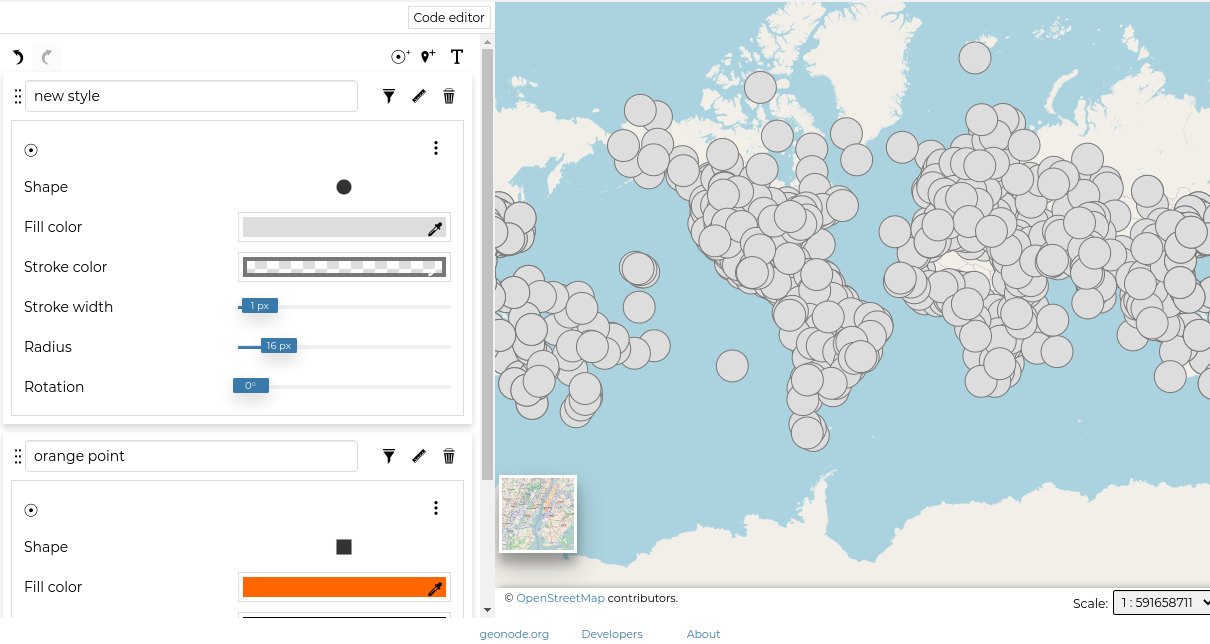 Code editor
T
new style
Shape
Fill color
Stroke color
Stroke width
1 px
Radius
16 px
Rotation
0°
orange point
Shape
Fill color
© OpenStreetMap contributors.
Scale: 1 : 591658711
geonode.org Developers About